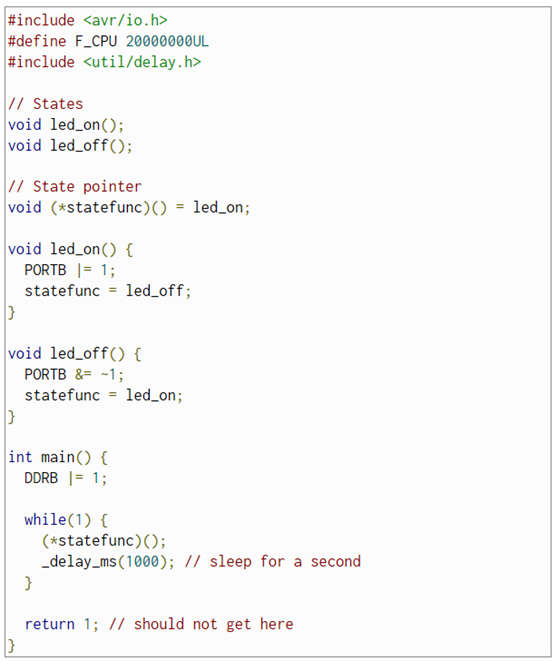 #include <avr/io.h>
#define F_CPU 20000000UL
#include <util/delay.h>

// States
void led_on();
void led_off();

// State pointer
void (*statefunc)() = led_on;

void led_on() {
  PORTB |= 1;
  statefunc = led_off;
}

void led_off() {
  PORTB &= ~1;
  statefunc = led_on;
}

int main() {
  DDRB |= 1;

  while(1) {
    (*statefunc)();
    _delay_ms(1000); // sleep for a second
  }

  return 1; // should not get here
}